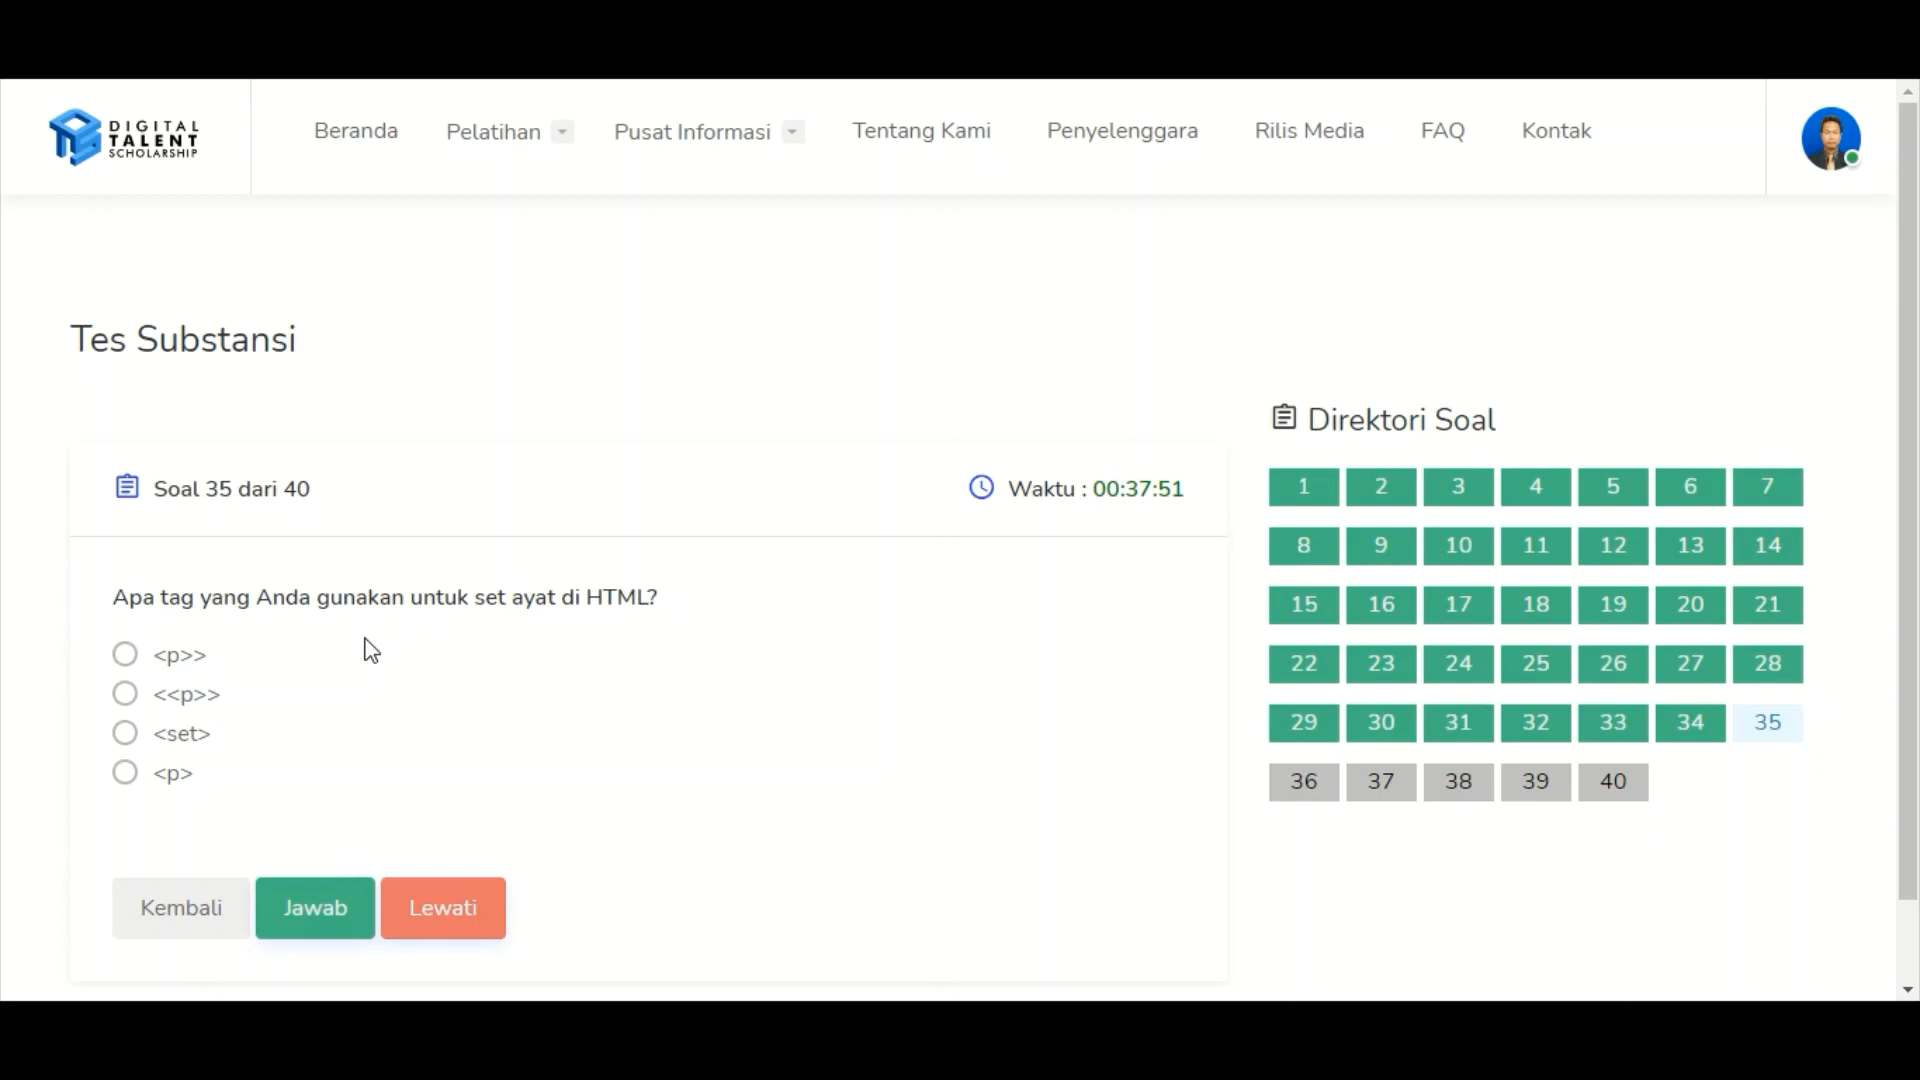 DIGITAL
TALENT
SCHOLARSHIP
Beranda
Pelatihan
Pusat Informasi
Tentang Kami
Penyelenggara
Rilis Media
FAQ
Kontak
Tes Substansi
Soal 35 dari 40
Waktu : 00:37:51
Apa tag yang Anda gunakan untuk set ayat di HTML?
<p>>
<<p>>
<set>
<p>
Kembali
Jawab
Lewati
Direktori Soal
1 2 3 4 5 6 7
8 9 10 11 12 13 14
15 16 17 18 19 20 21
22 23 24 25 26 27 28
29 30 31 32 33 34 35
36 37 38 39 40